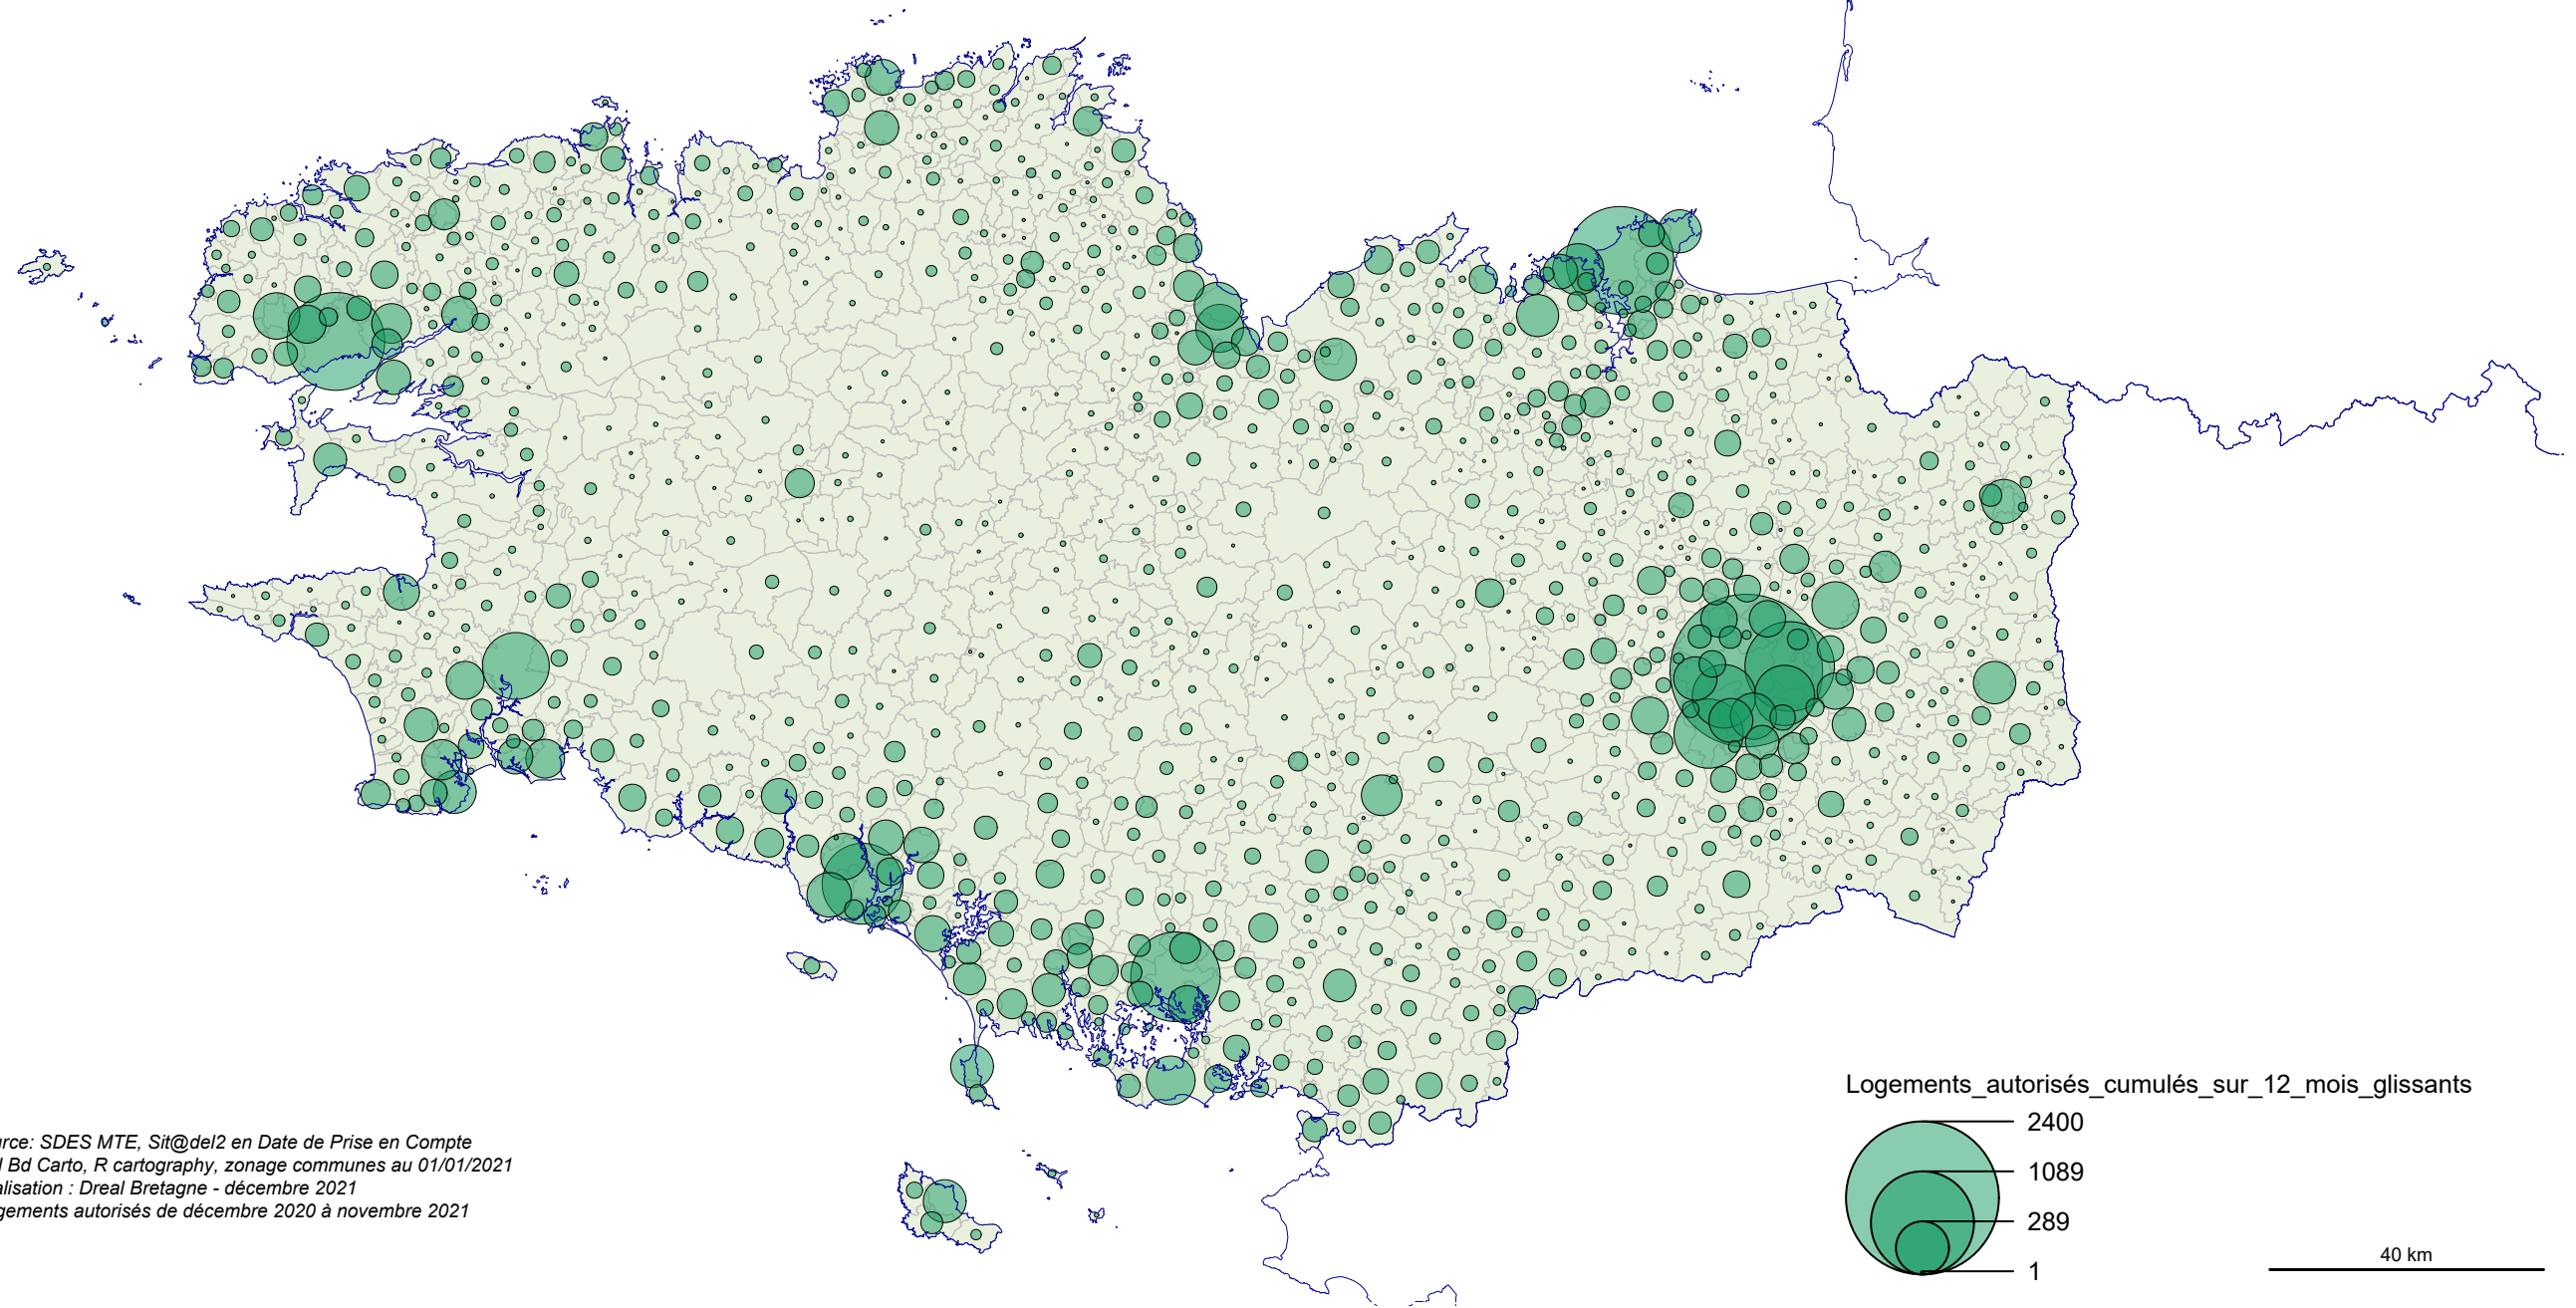 Logements_autorisés_cumulés_sur_12_mois_glissants
2400
1089
289
1
40 km
rce: SDES MTE, Sit@del2 en Date de Prise en Compte
Bd Carto, R cartography, zonage communes au 01/01/2021
alisation : Dreal Bretagne - décembre 2021
gements autorisés de décembre 2020 à novembre 2021